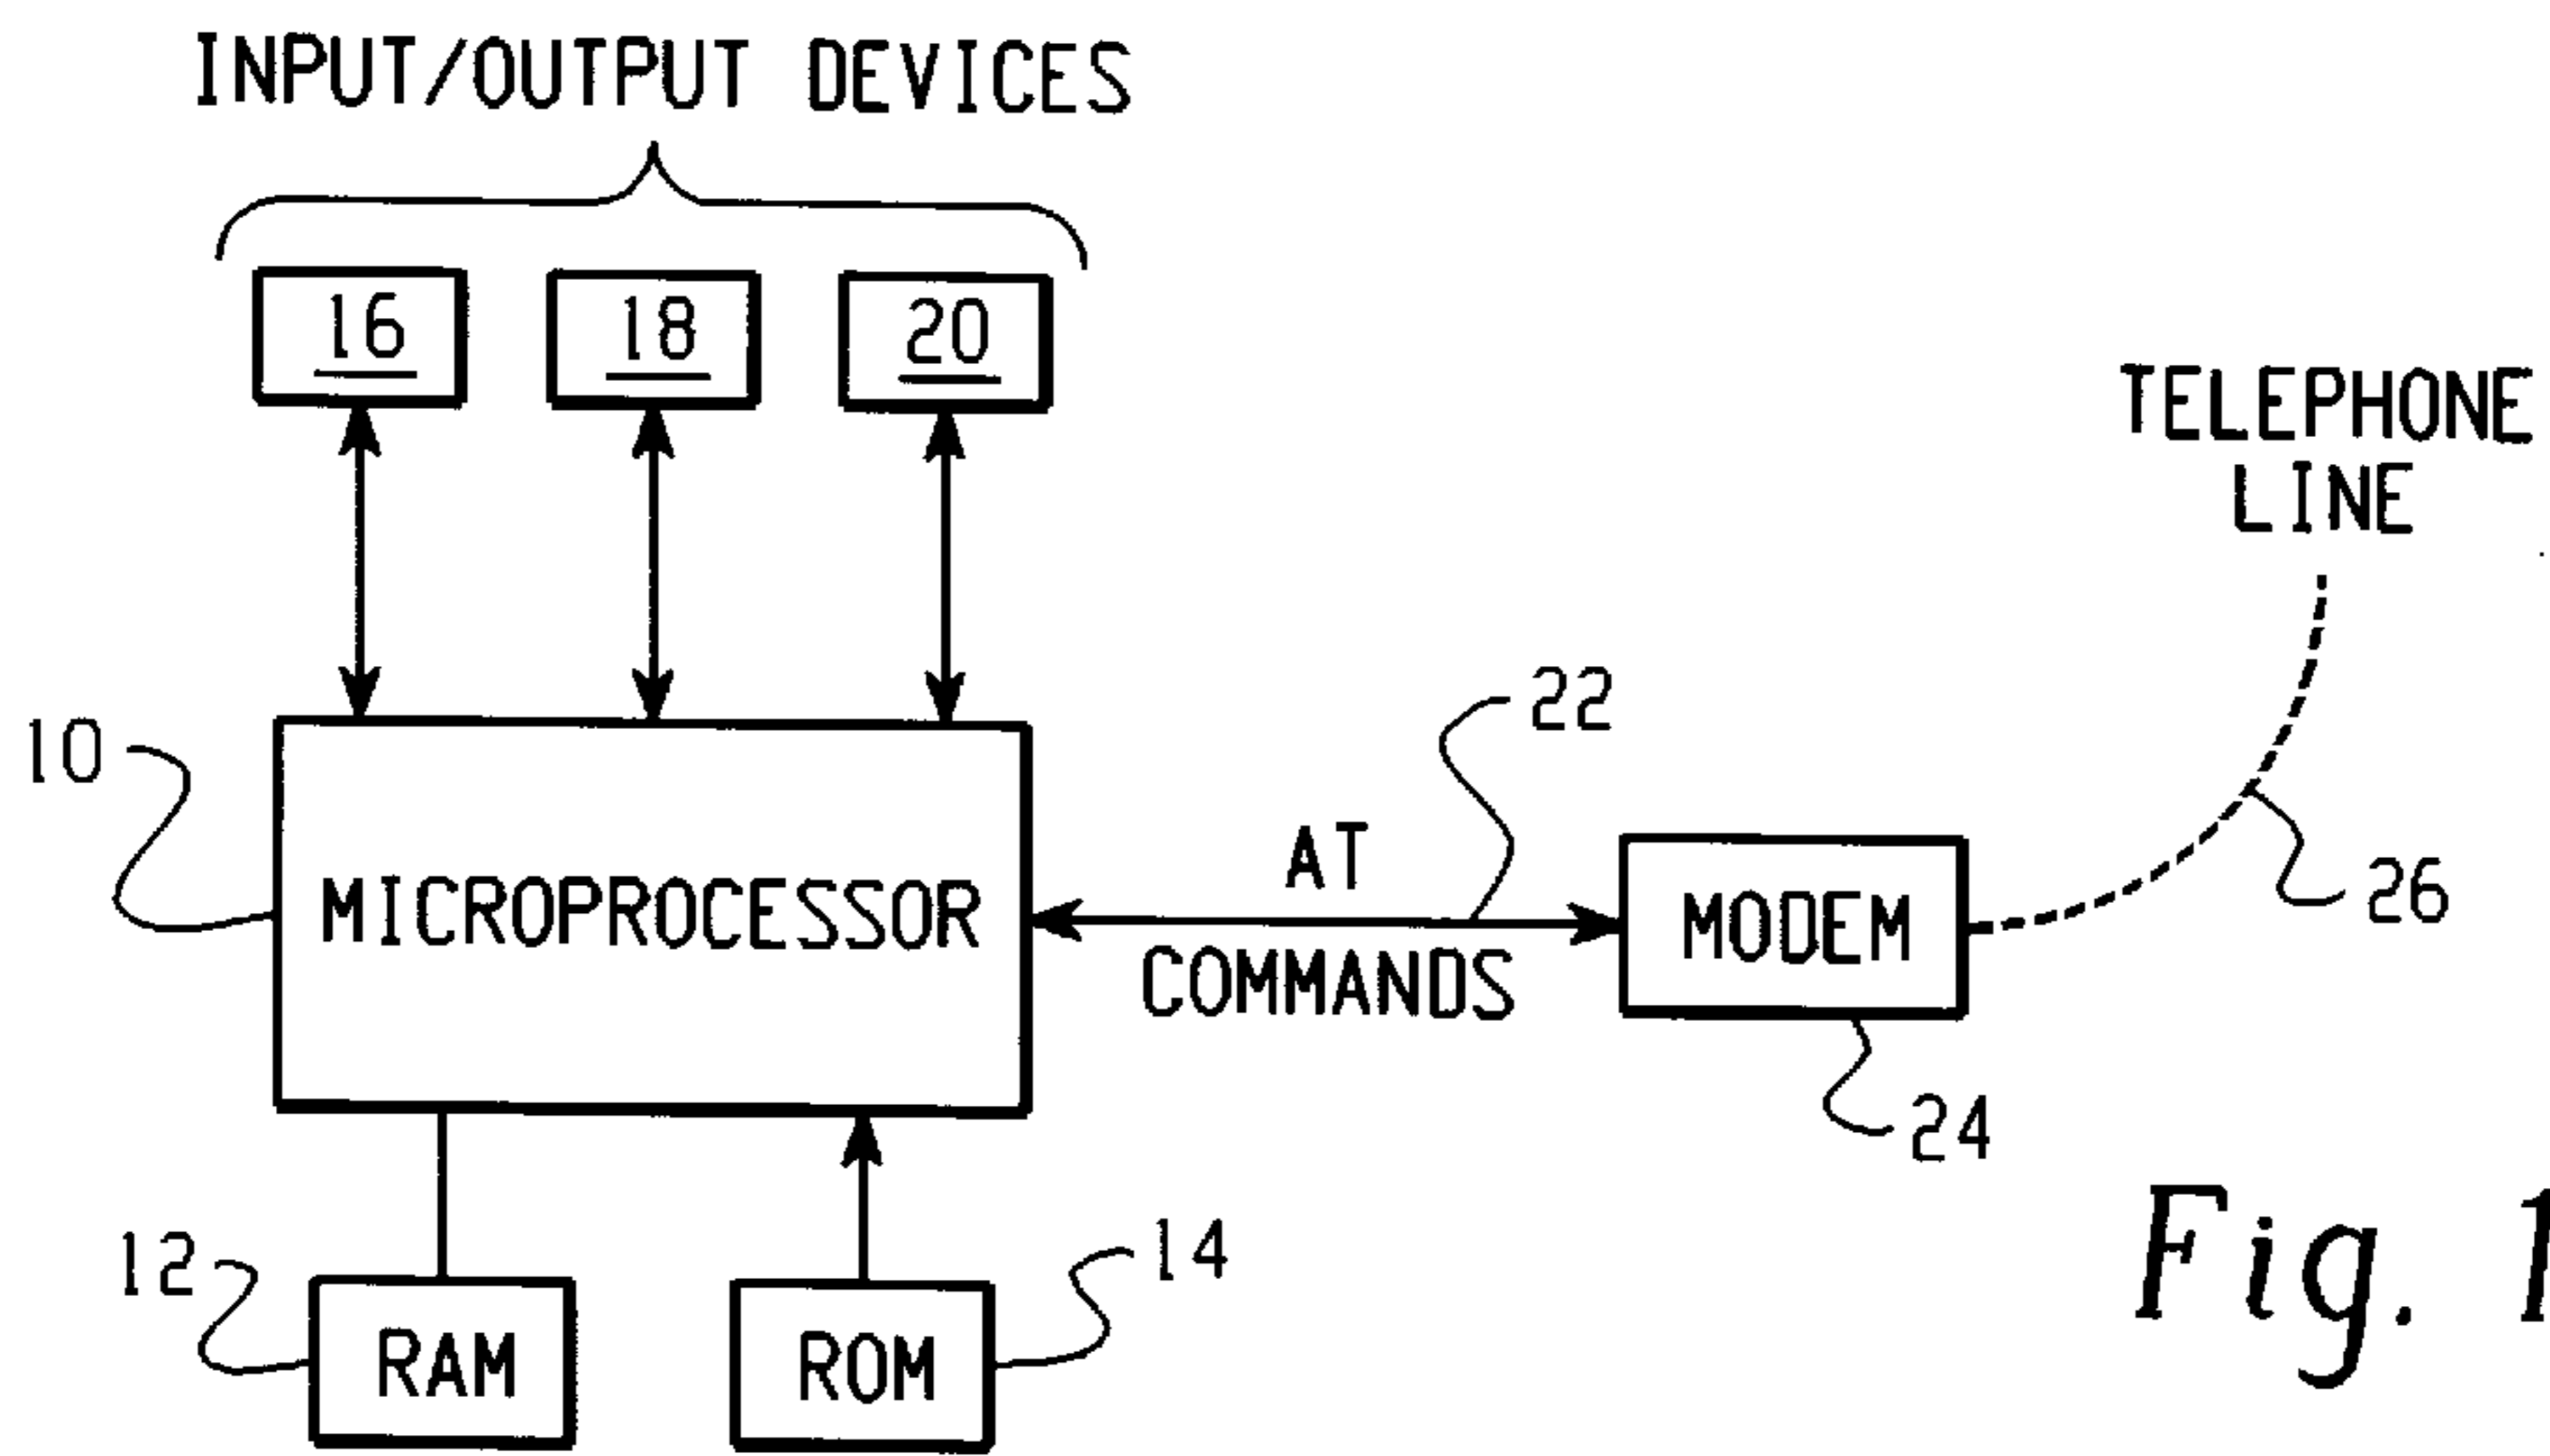 INPUT/OUTPUT DEVICES
16 18 20
TELEPHONE
LINE
10
22
MICROPROCESSOR
AT
COMMANDS
MODEM
26
24
12
14
RAM
ROM
Fig. 1